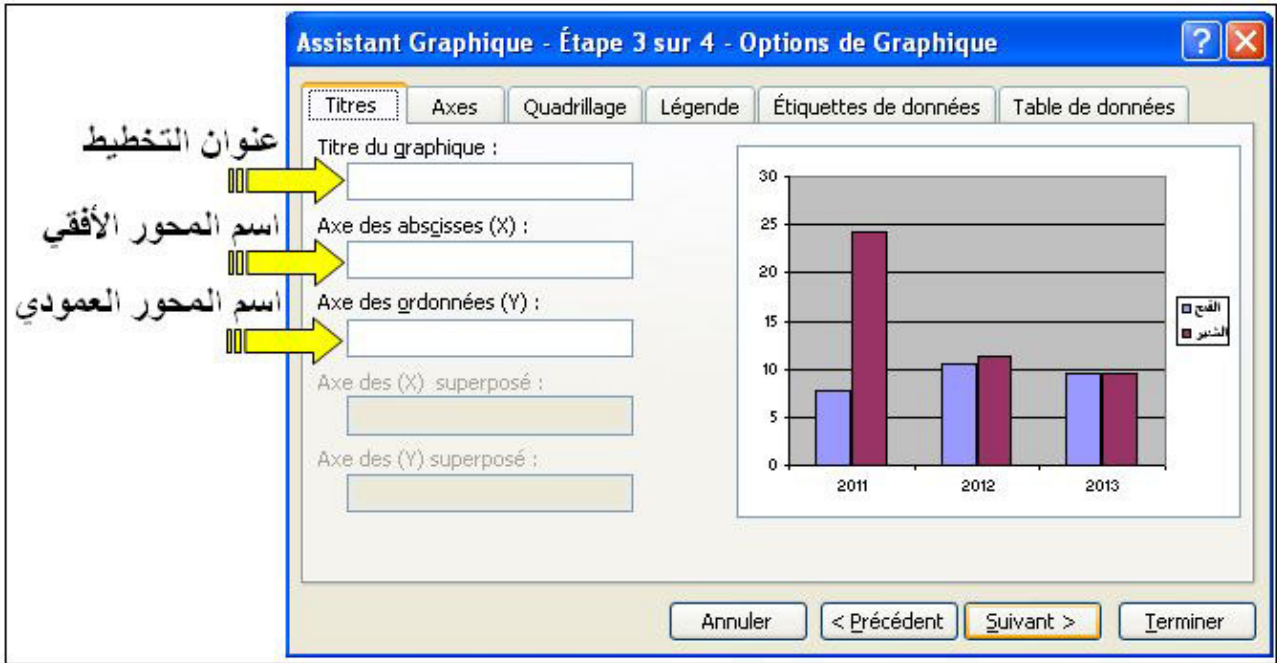 Assistant Graphique - Étape 3 sur 4 - Options de Graphique
Titres
Axes
Quadrillage
Légende
Étiquettes de données
Table de données
عنوان التخطيط
Titre du graphique :
اسم المحور الأفقي
Axe des abscisses (X) :
اسم المحور العمودي
Axe des ordonnées (Y) :
Axe des (X) superposé :
Axe des (Y) superposé :
30
25
20
15
10
5
0
2011
2012
2013
القمح
الشعير
Annuler
< Précédent
Suivant >
Terminer